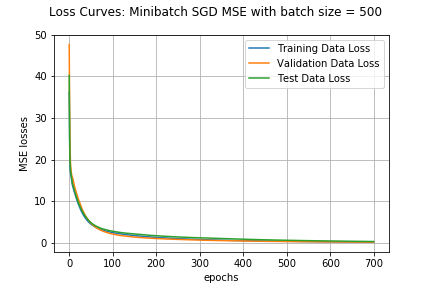 Loss Curves: Minibatch SGD MSE with batch size = 500
Training Data Loss
Validation Data Loss
Test Data Loss
MSE losses
50
40
30
20
10
0
0 100 200 300 400 500 600 700
epochs